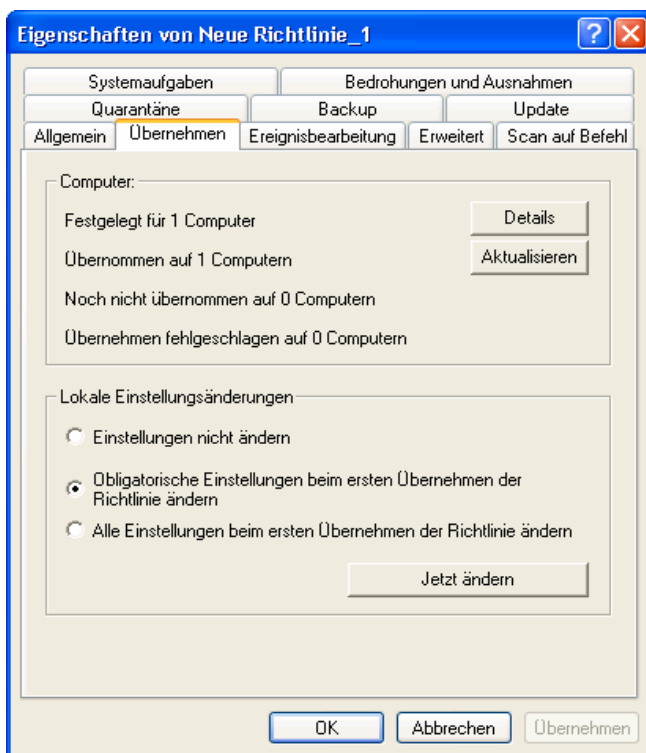 Eigenschaften von Neue Richtlinie_1
Systemaufgaben
Bedrohungen und Ausnahmen
Quarantäne
Backup
Update
Allgemein
Übernehmen
Ereignisbearbeitung
Erweitert
Scan auf Befehl
Computer:
Festgelegt für 1 Computer
Details
Übernommen auf 1 Computern
Aktualisieren
Noch nicht übernommen auf 0 Computern
Übernehmen fehlgeschlagen auf 0 Computern
Lokale Einstellungsänderungen
Einstellungen nicht ändern
Obligatorische Einstellungen beim ersten Übernehmen der
Richtlinie ändern
Alle Einstellungen beim ersten Übernehmen der Richtlinie ändern
Jetzt ändern
OK
Abbrechen
Übernehmen